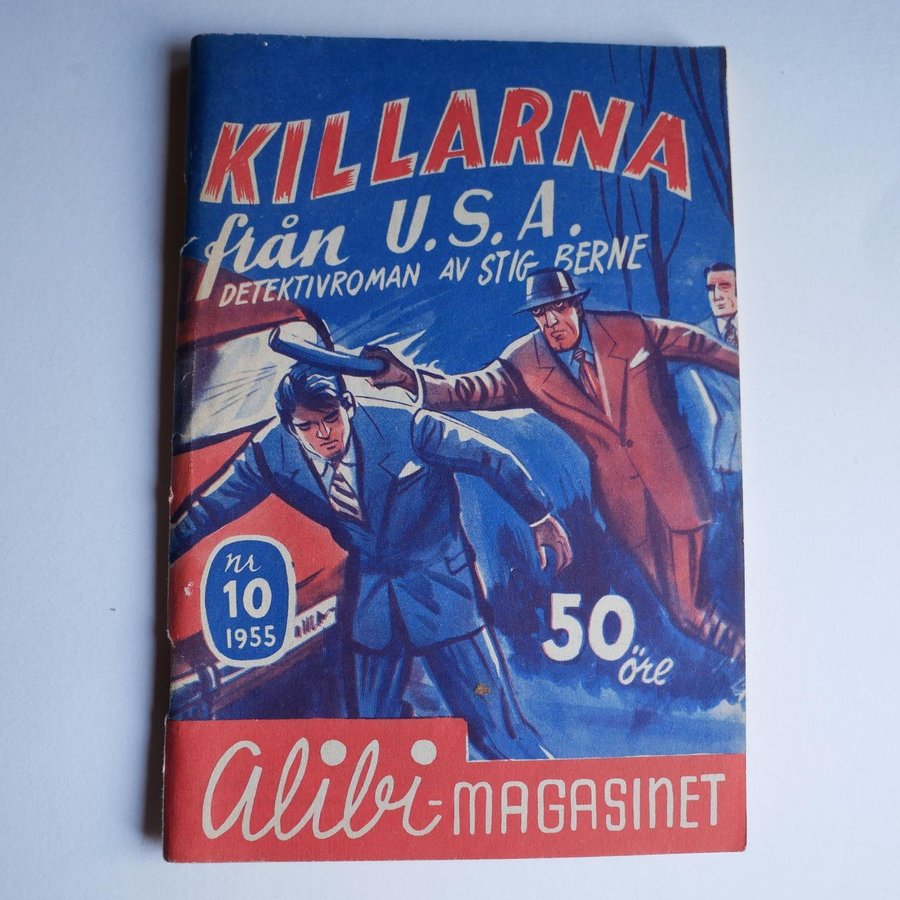 KILLARNA
från U.S.A.
DETEKTIVROMAN AV STIG BERNE
nr
10
1955
50 öre
Alibi-MAGASINET